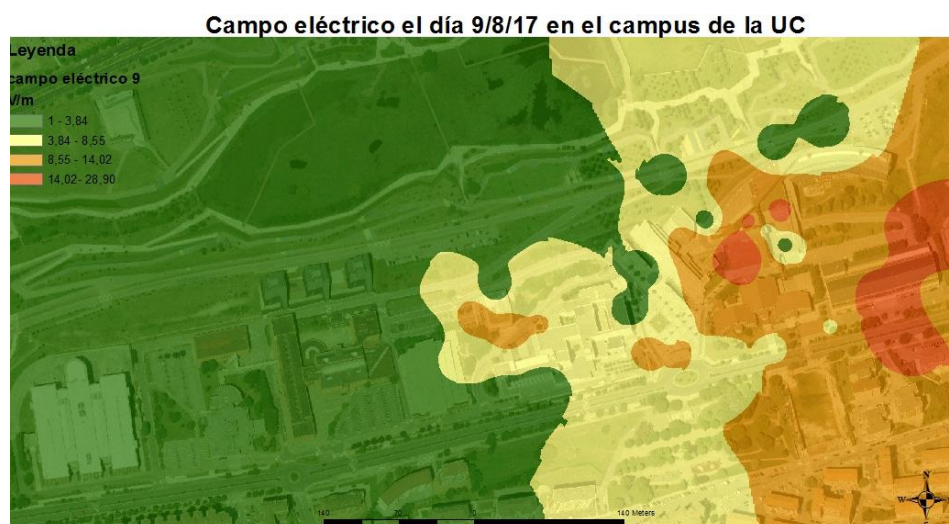 Campo eléctrico el día 9/8/17 en el campus de la UC
Leyenda
campo eléctrico 9
V/m
1 - 3,84
3,84 - 8,55
8,55 - 14,02
14,02- 28,90
140 70 0 140 Meters
N
W E
S